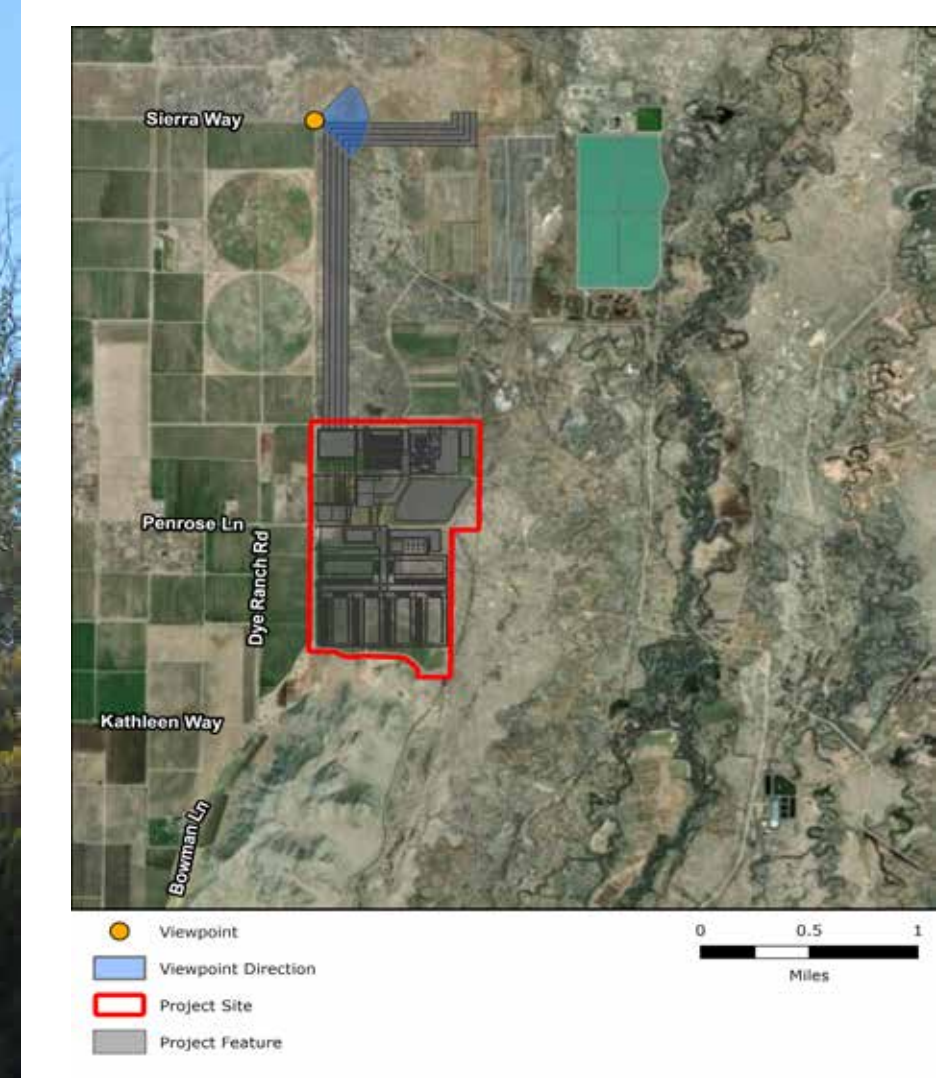 Sierra Way
Penrose Ln
Dye Ranch Rd
Kathleen Way
Bowman Ln
Viewpoint
Viewpoint Direction
Project Site
Project Feature
0 0.5 1
Miles